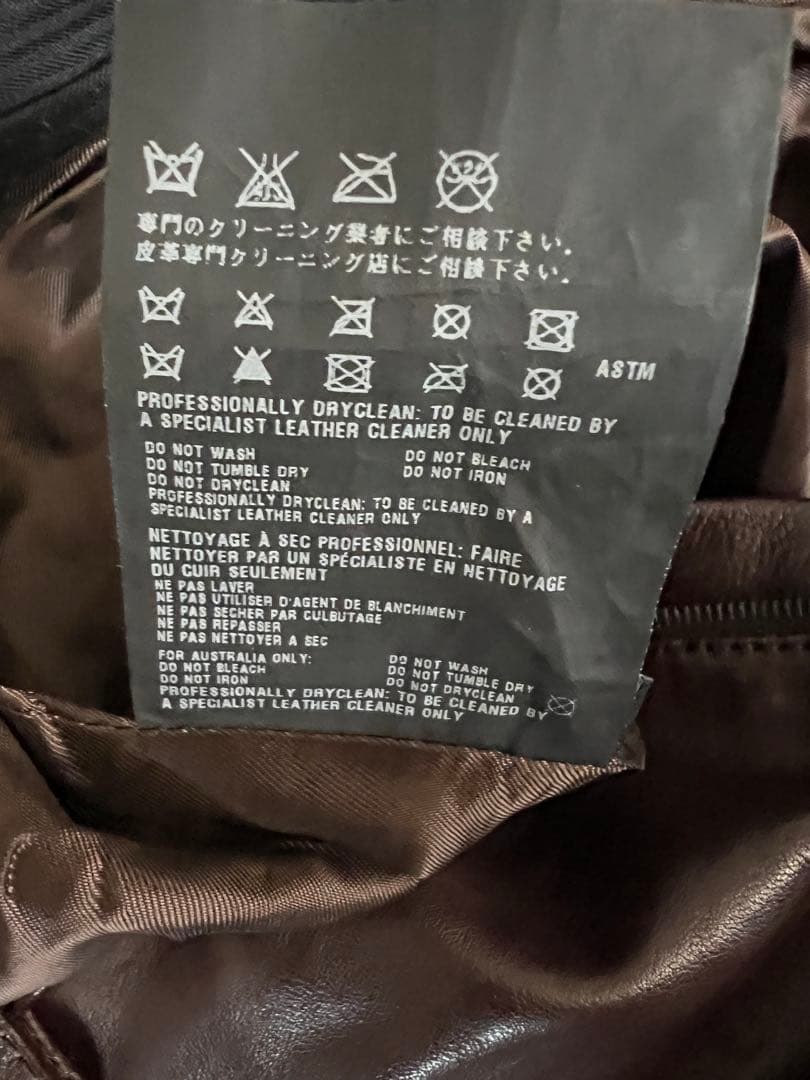 専門のクリーニング業者にご相談下さい。
皮革専門クリーニング店にご相談下さい。
ASTM
PROFESSIONALLY DRYCLEAN: TO BE CLEANED BY
A SPECIALIST LEATHER CLEANER ONLY
DO NOT WASH DO NOT BLEACH
DO NOT TUMBLE DRY DO NOT IRON
DO NOT DRYCLEAN
PROFESSIONALLY DRYCLEAN: TO BE CLEANED BY A
SPECIALIST LEATHER CLEANER ONLY
NETTOYAGE À SEC PROFESSIONNEL: FAIRE
NETTOYER PAR UN SPÉCIALISTE EN NETTOYAGE
DU CUIR SEULEMENT
NE PAS LAVER
NE PAS UTILISER D'AGENT DE BLANCHIMENT
NE PAS SECHER PAR CULBUTAGE
NE PAS REPASSER
NE PAS NETTOYER A SEC
FOR AUSTRALIA ONLY: DO NOT WASH
DO NOT BLEACH DO NOT TUMBLE DRY
DO NOT IRON DO NOT DRYCLEAN
PROFESSIONALLY DRYCLEAN: TO BE CLEANED BY
A SPECIALIST LEATHER CLEANER ONLY